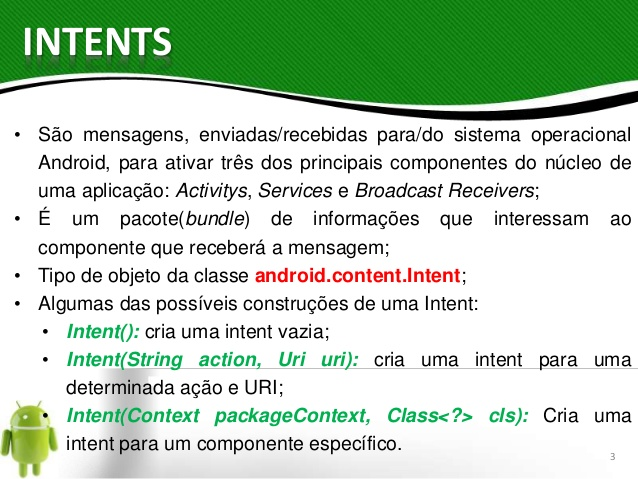 INTENTS
• São mensagens, enviadas/recebidas para/do sistema operacional
Android, para ativar três dos principais componentes do núcleo de
uma aplicação: Activitys, Services e Broadcast Receivers;
• É um pacote(bundle) de informações que interessam ao
componente que receberá a mensagem;
• Tipo de objeto da classe android.content.Intent;
• Algumas das possíveis construções de uma Intent:
• Intent(): cria uma intent vazia;
• Intent(String action, Uri uri): cria uma intent para uma
determinada ação e URI;
• Intent(Context packageContext, Class<?> cls): Cria uma
intent para um componente específico.
3